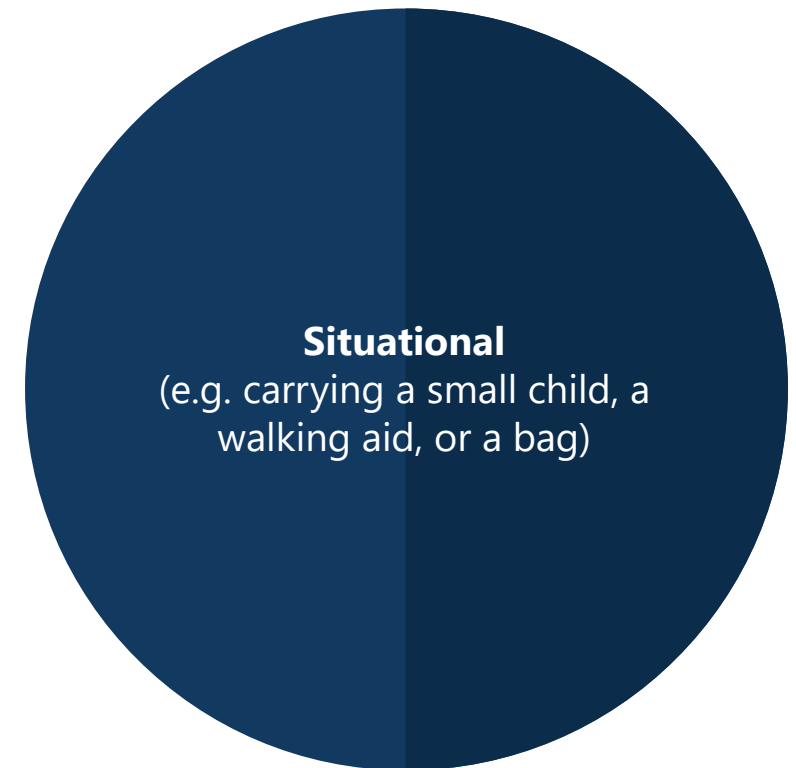 Situational
(e.g. carrying a small child, a
walking aid, or a bag)